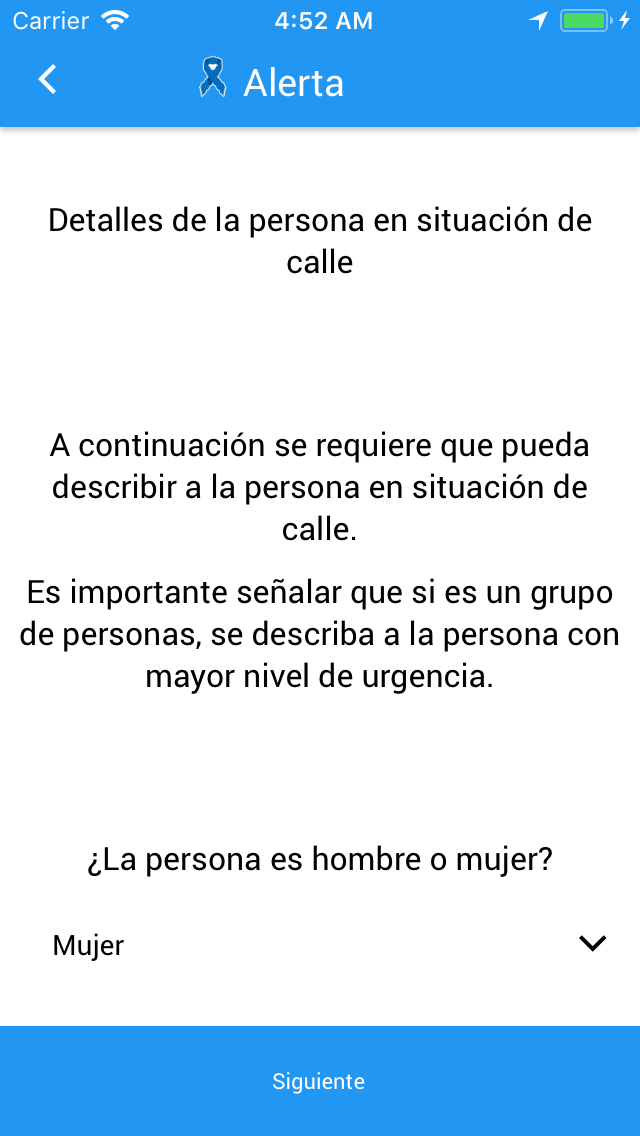 Carrier 4:52 AM
Alerta
Detalles de la persona en situación de
calle
A continuación se requiere que pueda
describir a la persona en situación de
calle.
Es importante señalar que si es un grupo
de personas, se describa a la persona con
mayor nivel de urgencia.
¿La persona es hombre o mujer?
Mujer
Siguiente